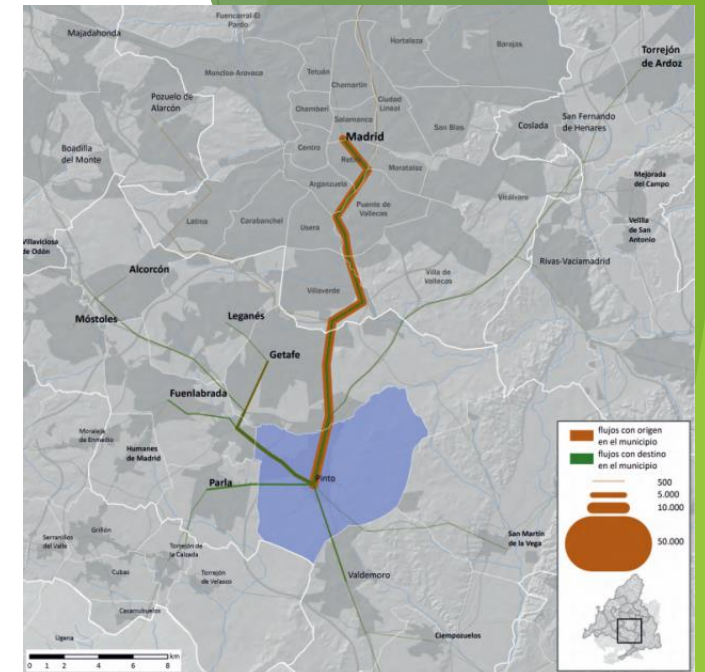 Fuencarral-El
Pardo
Majadahonda
Hortaleza
Barajas
Torrejón
de Ardoz
Tetuán
Moncloa-Aravaca
Chamartín
Pozuelo de
Alarcón
Chamberí
Ciudad
Lineal
Salamanca
San Blas
Coslada
San Fernando
de Henares
Madrid
Boadilla
del Monte
Centro
Retiro
Moratalaz
Mejorada
del Campo
Arganzuela
Vicálvaro
Puente de
Vallecas
Latina
Carabanchel
Usera
Velilla
de San
Antonio
Villaviciosa
de Odón
Alcorcón
Villa de
Vallecas
Rivas-Vaciamadrid
Villaverde
Móstoles
Leganés
Getafe
Fuenlabrada
Moraleja
de Enmedio
Humanes
de Madrid
Pinto
Parla
Serranillos
del Valle
Griñón
Torrejón de
la Calzada
San Martín
de la Vega
Cubas
Torrejón
de Velasco
Valdemoro
Casarrubuelos
Ciempozuelos
Ugena
flujos con origen
en el municipio
flujos con destino
en el municipio
500
5.000
10.000
50.000
km
0 1 2 4 6 8